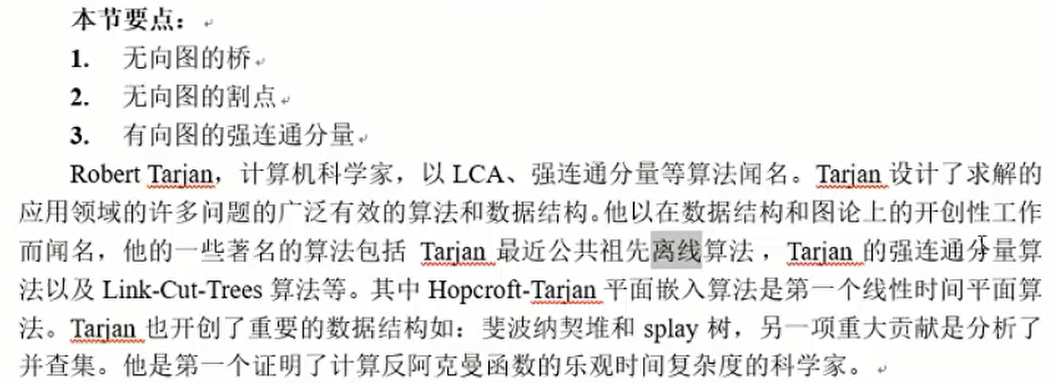 本节要点：
1. 无向图的桥
2. 无向图的割点
3. 有向图的强连通分量
Robert Tarjan，计算机科学家，以 LCA、强连通分量等算法闻名。Tarjan 设计了求解的
应用领域的许多问题的广泛有效的算法和数据结构。他以在数据结构和图论上的开创性工作
而闻名，他的一些著名的算法包括 Tarjan 最近公共祖先离线算法 ，Tarjan 的强连通分量算
法以及 Link-Cut-Trees 算法等。其中 Hopcroft-Tarjan 平面嵌入算法是第一个线性时间平面算
法。Tarjan 也开创了重要的数据结构如：斐波纳契堆和 splay 树，另一项重大贡献是分析了
并查集。他是第一个证明了计算反阿克曼函数的乐观时间复杂度的科学家。